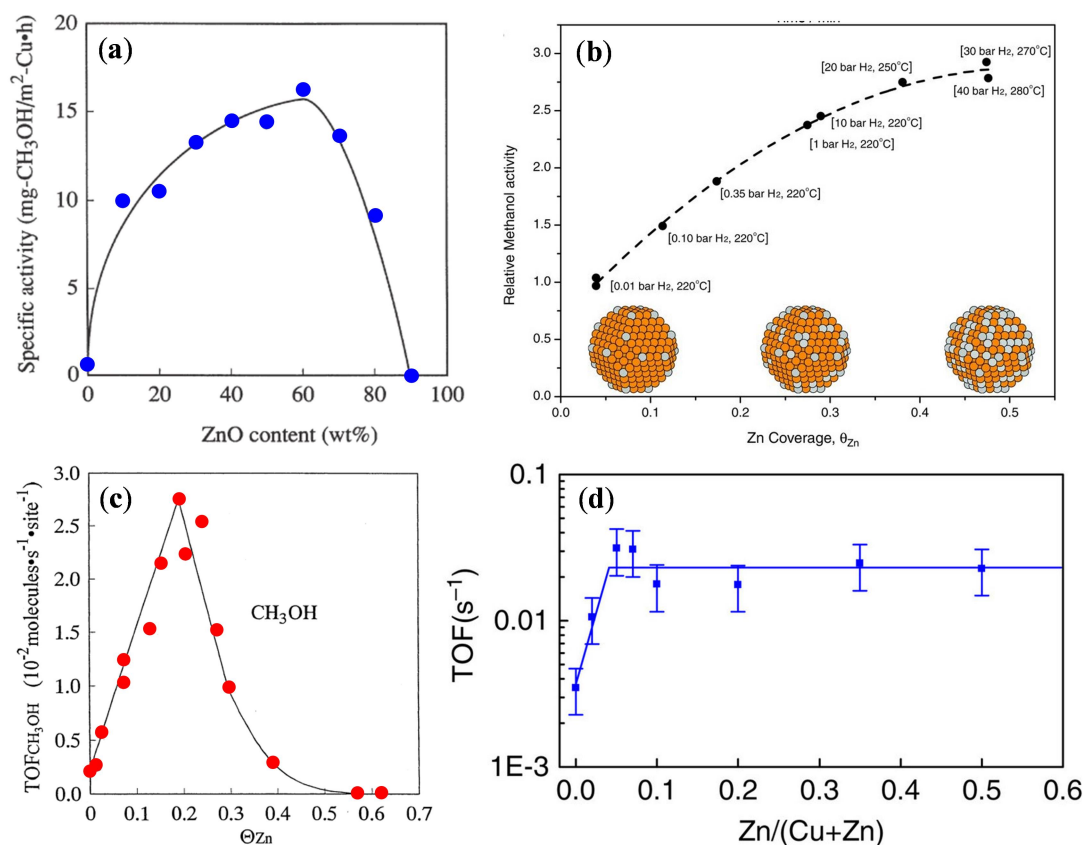 (a)
Specific activity (mg-CH₃OH/m²-Cu•h)
20
15
10
5
0
0 20 40 60 80 100
ZnO content (wt%)
(b)
Relative Methanol activity
3.0
2.5
2.0
1.5
1.0
0.5
0.0
[30 bar H₂, 270°C]
[20 bar H₂, 250°C]
[40 bar H₂, 280°C]
[10 bar H₂, 220°C]
[1 bar H₂, 220°C]
[0.35 bar H₂, 220°C]
[0.10 bar H₂, 220°C]
[0.01 bar H₂, 220°C]
0.0 0.1 0.2 0.3 0.4 0.5
Zn Coverage, θZn
(c)
TOFCH₃OH (10⁻² molecules•s⁻¹•site⁻¹)
3.0
2.5
2.0
1.5
1.0
0.5
0.0
CH₃OH
0 0.1 0.2 0.3 0.4 0.5 0.6 0.7
ΘZn
(d)
TOF(s⁻¹)
0.1
0.01
1E-3
0.0 0.1 0.2 0.3 0.4 0.5 0.6
Zn/(Cu+Zn)